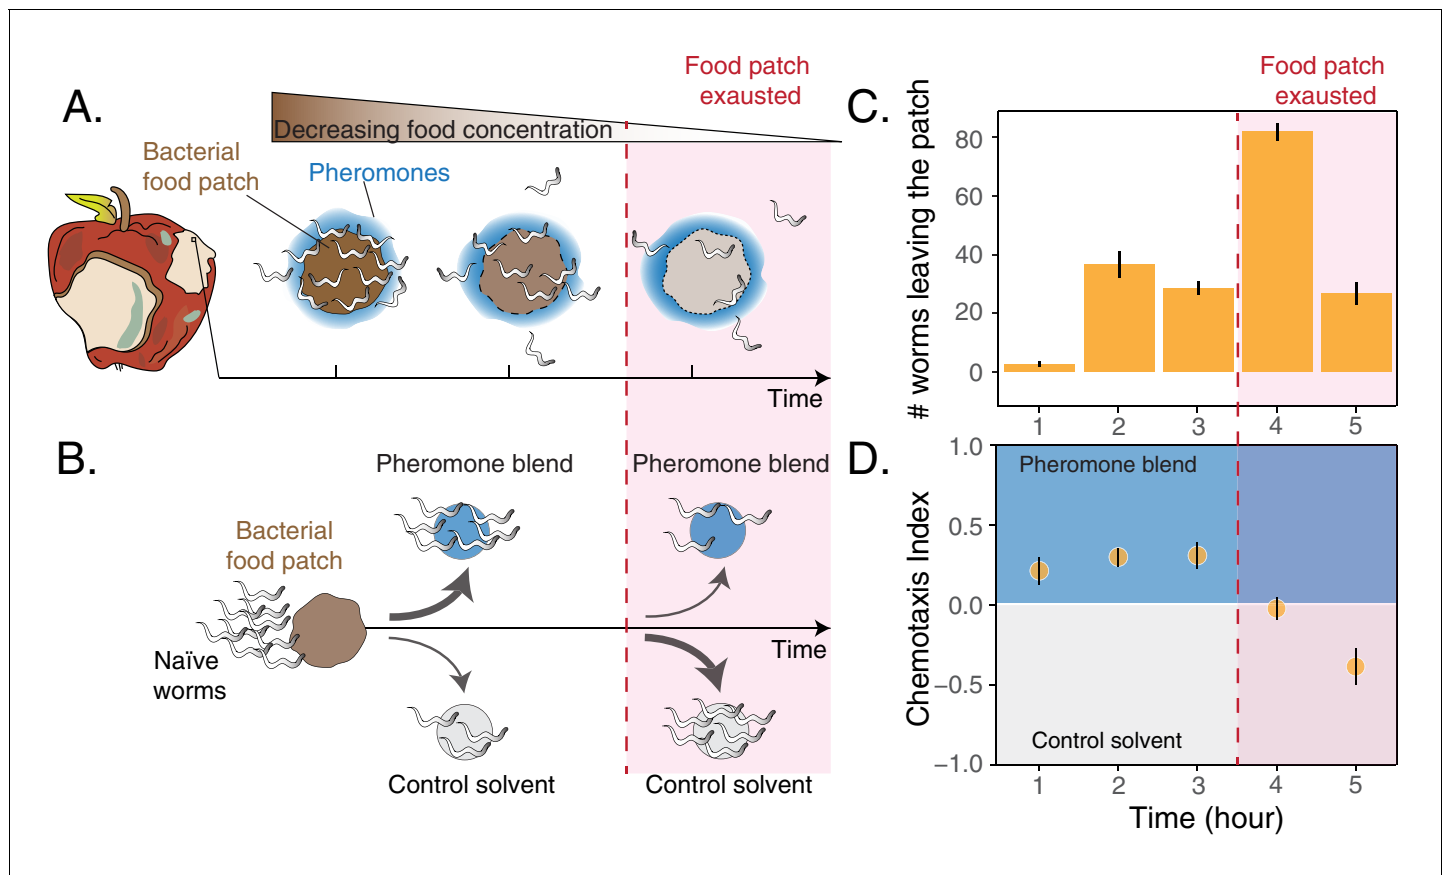 A.
Food patch
exausted
Decreasing food concentration
Bacterial
food patch
Pheromones
Time
B.
Pheromone blend
Pheromone blend
Bacterial
food patch
Naïve
worms
Time
Control solvent
Control solvent
C.
Food patch
exausted
# worms leaving the patch
80
60
40
20
0
1 2 3 4 5
D.
Chemotaxis Index
1.0
0.5
0.0
−0.5
−1.0
Pheromone blend
Control solvent
1 2 3 4 5
Time (hour)